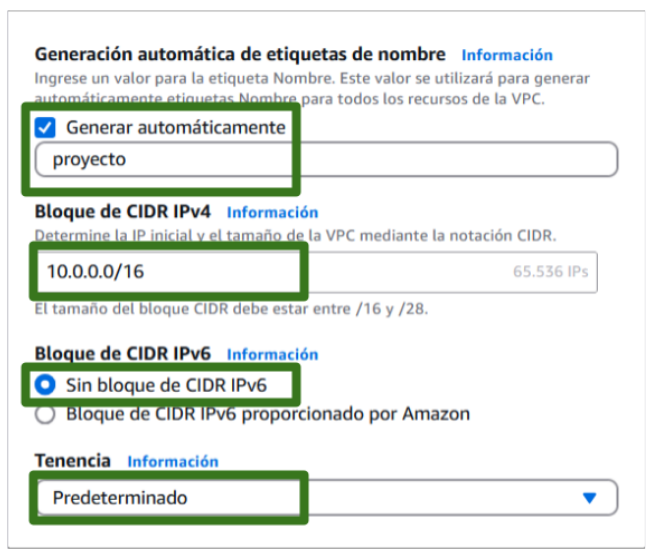 Generación automática de etiquetas de nombre Información
Ingrese un valor para la etiqueta Nombre. Este valor se utilizará para generar
automáticamente etiquetas Nombre para todos los recursos de la VPC.
Generar automáticamente
proyecto
Bloque de CIDR IPv4 Información
Determine la IP inicial y el tamaño de la VPC mediante la notación CIDR.
10.0.0.0/16 65.536 IPs
El tamaño del bloque CIDR debe estar entre /16 y /28.
Bloque de CIDR IPv6 Información
Sin bloque de CIDR IPv6
Bloque de CIDR IPv6 proporcionado por Amazon
Tenencia Información
Predeterminado